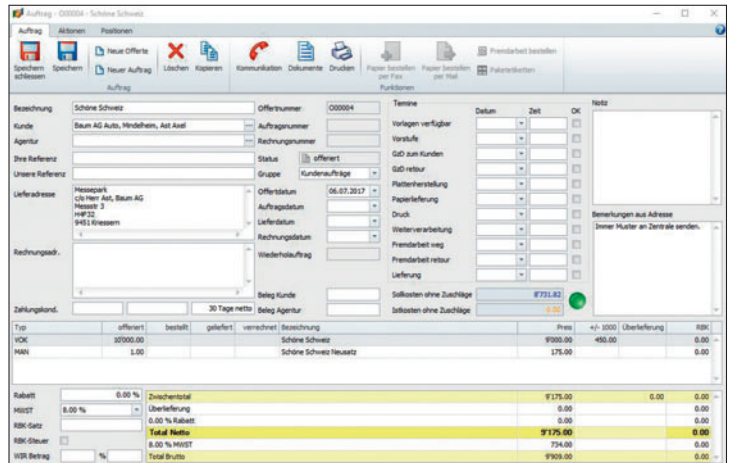 Auftrag - O00004 - Schöne Schweiz
Auftrag Aktionen Positionen
Speichern schliessen
Speichern
Neue Offerte
Neuer Auftrag
Löschen
Kopieren
Kommunikation
Dokumente
Drucken
Papier bestellen per Fax
Papier bestellen per Mail
Fremdarbeit bestellen
Paketetiketten
Auftrag
Funktionen
Bezeichnung Schöne Schweiz
Kunde Baum AG Auto, Mindelheim, Ast Axel
Agentur
Ihre Referenz
Unsere Referenz
Lieferadresse Messepark
c/o Herr Ast, Baum AG
Messstr 3
H4F32
9451 Kriessern
Rechnungsadr.
Zahlungskond. 30 Tage netto
Offertnummer O00004
Auftragsnummer
Rechnungsnummer
Status offeriert
Gruppe Kundenaufträge
Offertdatum 06.07.2017
Auftragsdatum
Lieferdatum
Rechnungsdatum
Wiederholauftrag
Beleg Kunde
Beleg Agentur
Termine Datum Zeit OK
Vorlagen verfügbar
Vorstufe
GzD zum Kunden
GzD retour
Plattenherstellung
Papierlieferung
Druck
Weiterverarbeitung
Fremdarbeit weg
Fremdarbeit retour
Lieferung
Sollkosten ohne Zuschläge 8'731.82
Istkosten ohne Zuschläge 0.00
Notiz
Bemerkungen aus Adresse
Immer Muster an Zentrale senden.
Typ offeriert bestellt geliefert verrechnet Bezeichnung Preis +/- 1000 Überlieferung RBK
VOK 10'000.00 Schöne Schweiz 9'000.00 450.00 0.00
MAN 1.00 Schöne Schweiz Neusatz 175.00 0.00
Rabatt 0.00 %
MWST 8.00 %
RBK-Satz
RBK-Steuer
WIR Betrag %
Zwischentotal 9'175.00 0.00 0.00
Überlieferung 0.00 0.00
0.00 % Rabatt 0.00 0.00
Total Netto 9'175.00 0.00
8.00 % MWST 734.00
Total Brutto 9'909.00